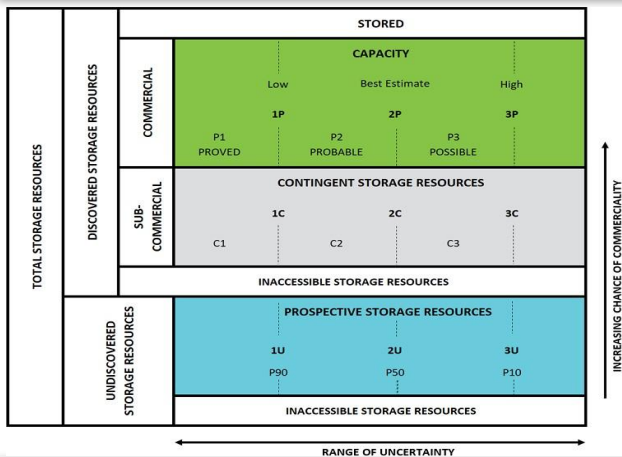 STORED
CAPACITY
Low Best Estimate High
1P 2P 3P
P1 P2 P3
PROVED PROBABLE POSSIBLE
CONTINGENT STORAGE RESOURCES
1C 2C 3C
C1 C2 C3
INACCESSIBLE STORAGE RESOURCES
PROSPECTIVE STORAGE RESOURCES
1U 2U 3U
P90 P50 P10
INACCESSIBLE STORAGE RESOURCES
RANGE OF UNCERTAINTY
TOTAL STORAGE RESOURCES
DISCOVERED STORAGE RESOURCES
UNDISCOVERED
STORAGE RESOURCES
COMMERCIAL
SUB-
COMMERCIAL
INCREASING CHANCE OF COMMERCIALITY